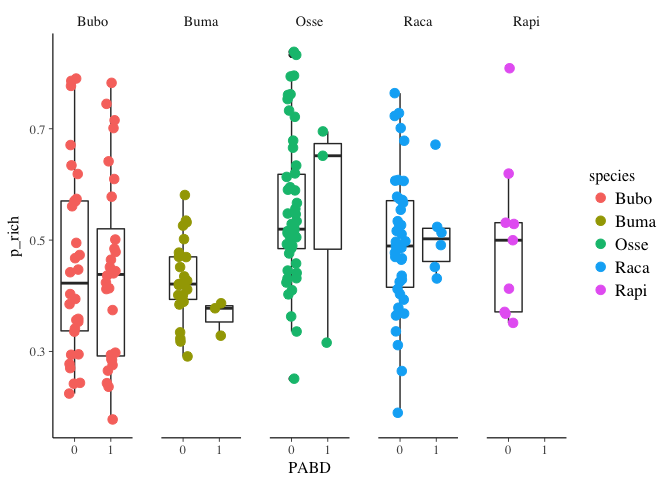 Bubo Buma Osse Raca Rapi
0.7
0.5
0.3
p_rich
0 1 0 1 0 1 0 1 0 1
PABD
species
Bubo
Buma
Osse
Raca
Rapi